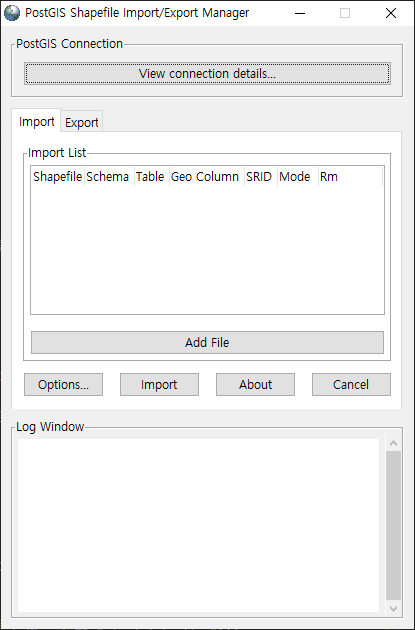 PostGIS Shapefile Import/Export Manager
PostGIS Connection
View connection details...
Import Export
Import List
Shapefile Schema Table Geo Column SRID Mode Rm
Add File
Options... Import About Cancel
Log Window